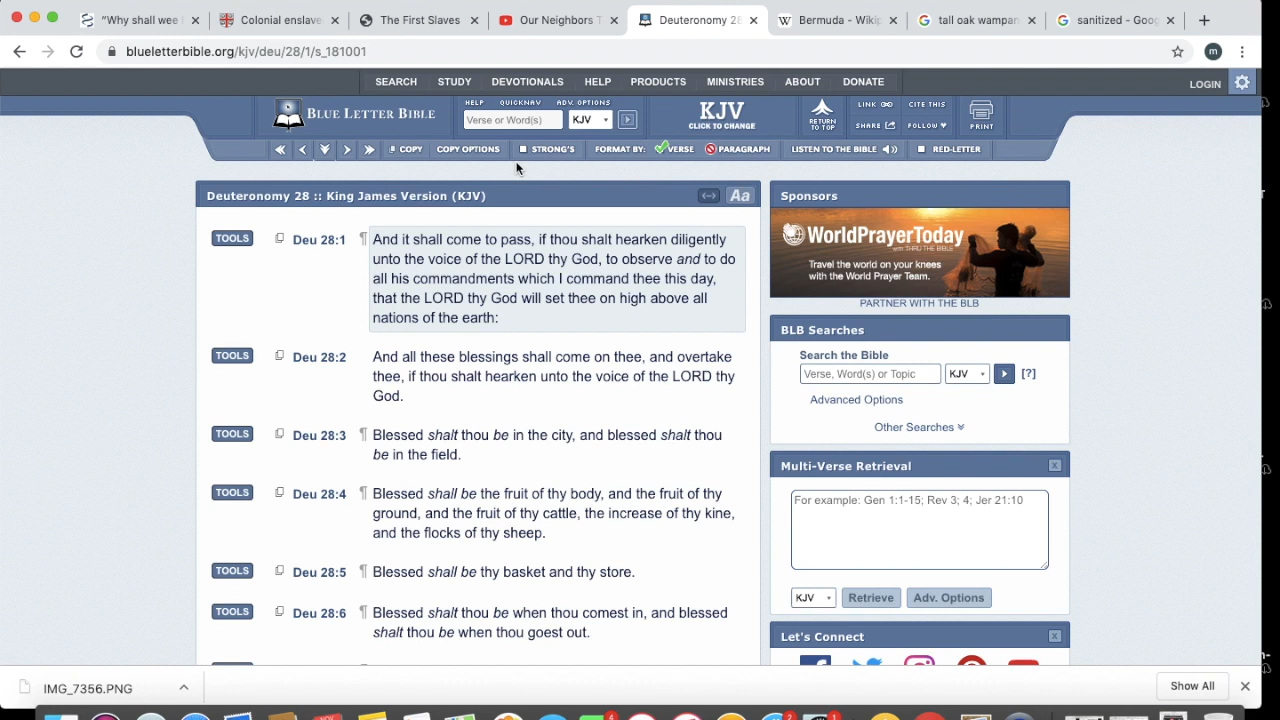 "Why shall wee
Colonial enslave
The First Slaves
Our Neighbors T
Deuteronomy 28
Bermuda - Wikip
tall oak wampan
sanitized - Goog
blueletterbible.org/kjv/deu/28/1/s_181001
m
SEARCH STUDY DEVOTIONALS HELP PRODUCTS MINISTRIES ABOUT DONATE
LOGIN
BLUE LETTER BIBLE
HELP QUICKNAV ADV. OPTIONS
Verse or Word(s) KJV
KJV
CLICK TO CHANGE
RETURN
TO TOP
LINK CITE THIS
SHARE FOLLOW
PRINT
COPY COPY OPTIONS STRONG'S FORMAT BY: VERSE PARAGRAPH LISTEN TO THE BIBLE RED-LETTER
Deuteronomy 28 :: King James Version (KJV)
Aa
TOOLS Deu 28:1 ¶ And it shall come to pass, if thou shalt hearken diligently
unto the voice of the LORD thy God, to observe and to do
all his commandments which I command thee this day,
that the LORD thy God will set thee on high above all
nations of the earth:
TOOLS Deu 28:2 And all these blessings shall come on thee, and overtake
thee, if thou shalt hearken unto the voice of the LORD thy
God.
TOOLS Deu 28:3 ¶ Blessed shalt thou be in the city, and blessed shalt thou
be in the field.
TOOLS Deu 28:4 ¶ Blessed shall be the fruit of thy body, and the fruit of thy
ground, and the fruit of thy cattle, the increase of thy kine,
and the flocks of thy sheep.
TOOLS Deu 28:5 ¶ Blessed shall be thy basket and thy store.
TOOLS Deu 28:6 ¶ Blessed shalt thou be when thou comest in, and blessed
shalt thou be when thou goest out.
Sponsors
WorldPrayerToday
with THRU THE BIBLE
Travel the world on your knees
with the World Prayer Team.
PARTNER WITH THE BLB
BLB Searches
Search the Bible
Verse, Word(s) or Topic KJV [?]
Advanced Options
Other Searches
Multi-Verse Retrieval
For example: Gen 1:1-15; Rev 3; 4; Jer 21:10
KJV Retrieve Adv. Options
Let's Connect
IMG_7356.PNG
Show All